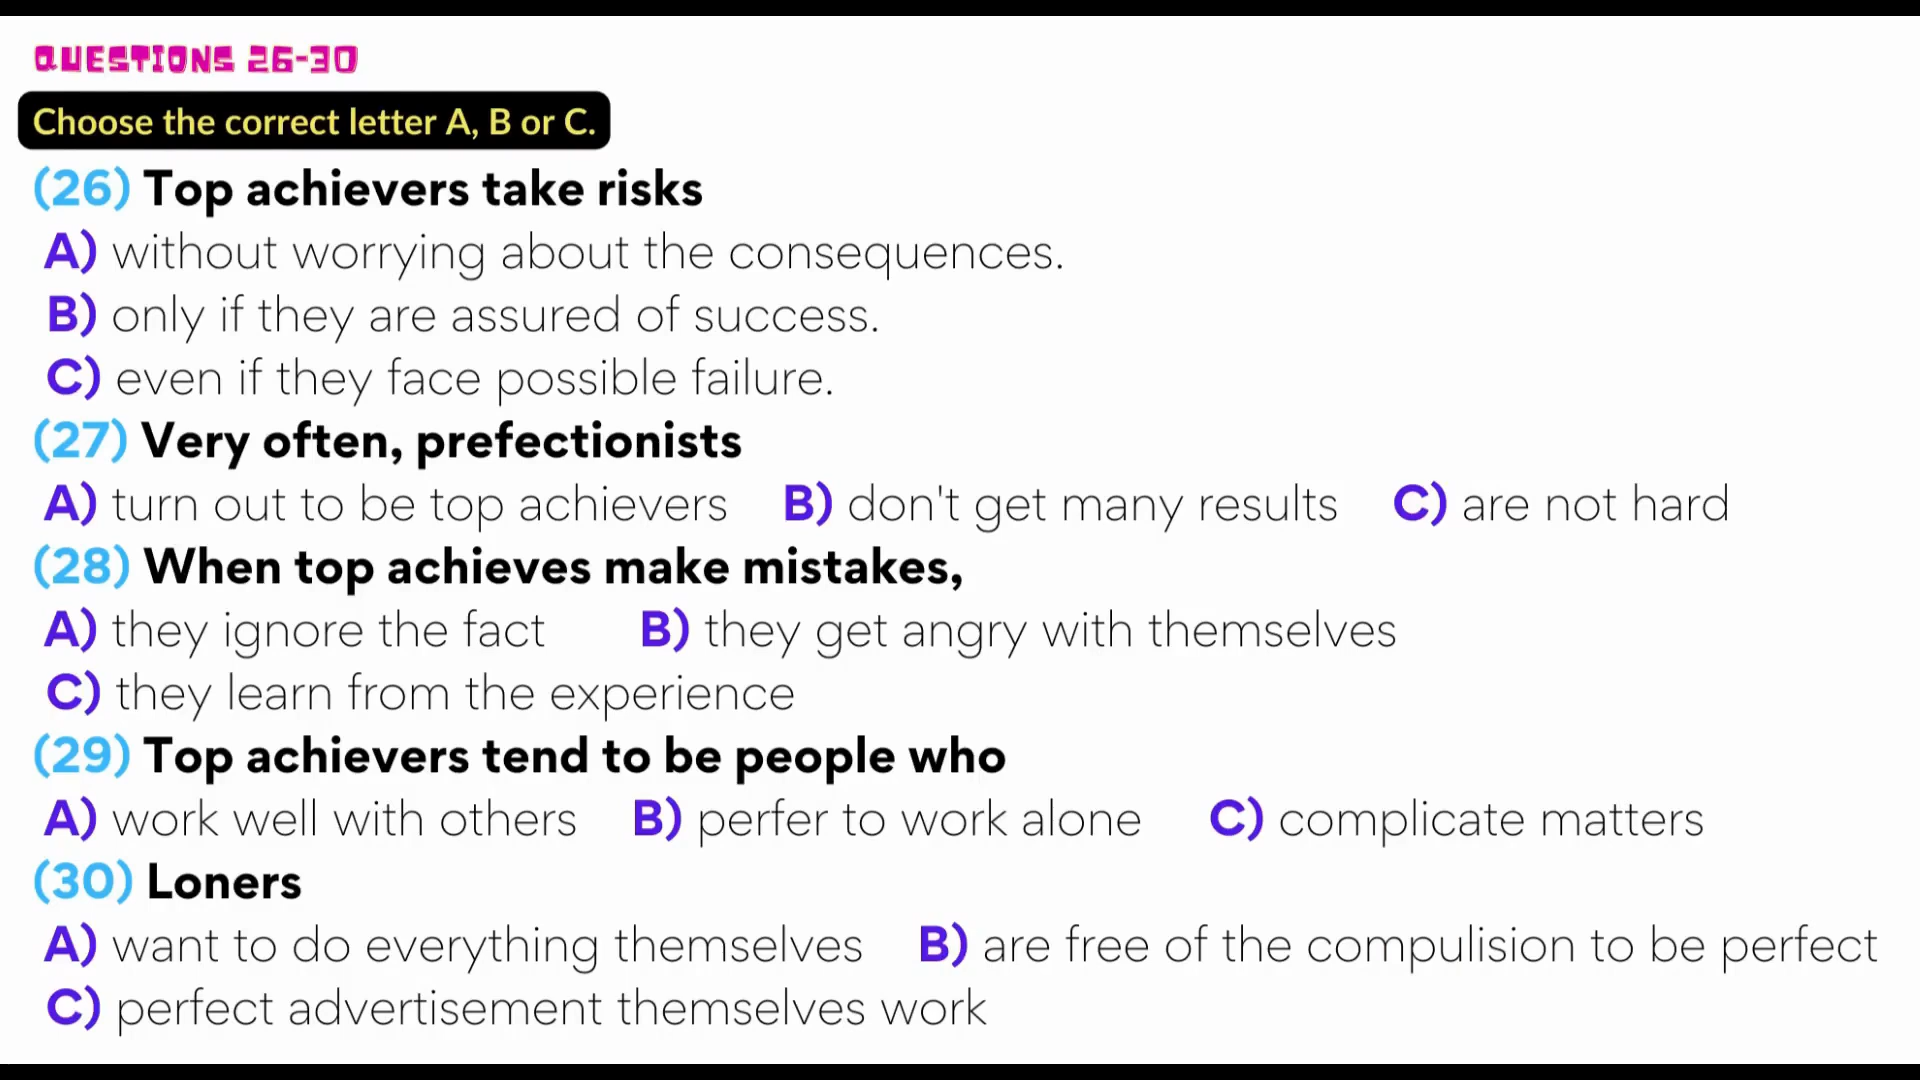 QUESTIONS 26-30
Choose the correct letter A, B or C.
(26) Top achievers take risks
A) without worrying about the consequences.
B) only if they are assured of success.
C) even if they face possible failure.
(27) Very often, prefectionists
A) turn out to be top achievers B) don't get many results C) are not hard
(28) When top achieves make mistakes,
A) they ignore the fact B) they get angry with themselves
C) they learn from the experience
(29) Top achievers tend to be people who
A) work well with others B) perfer to work alone C) complicate matters
(30) Loners
A) want to do everything themselves B) are free of the compulision to be perfect
C) perfect advertisement themselves work